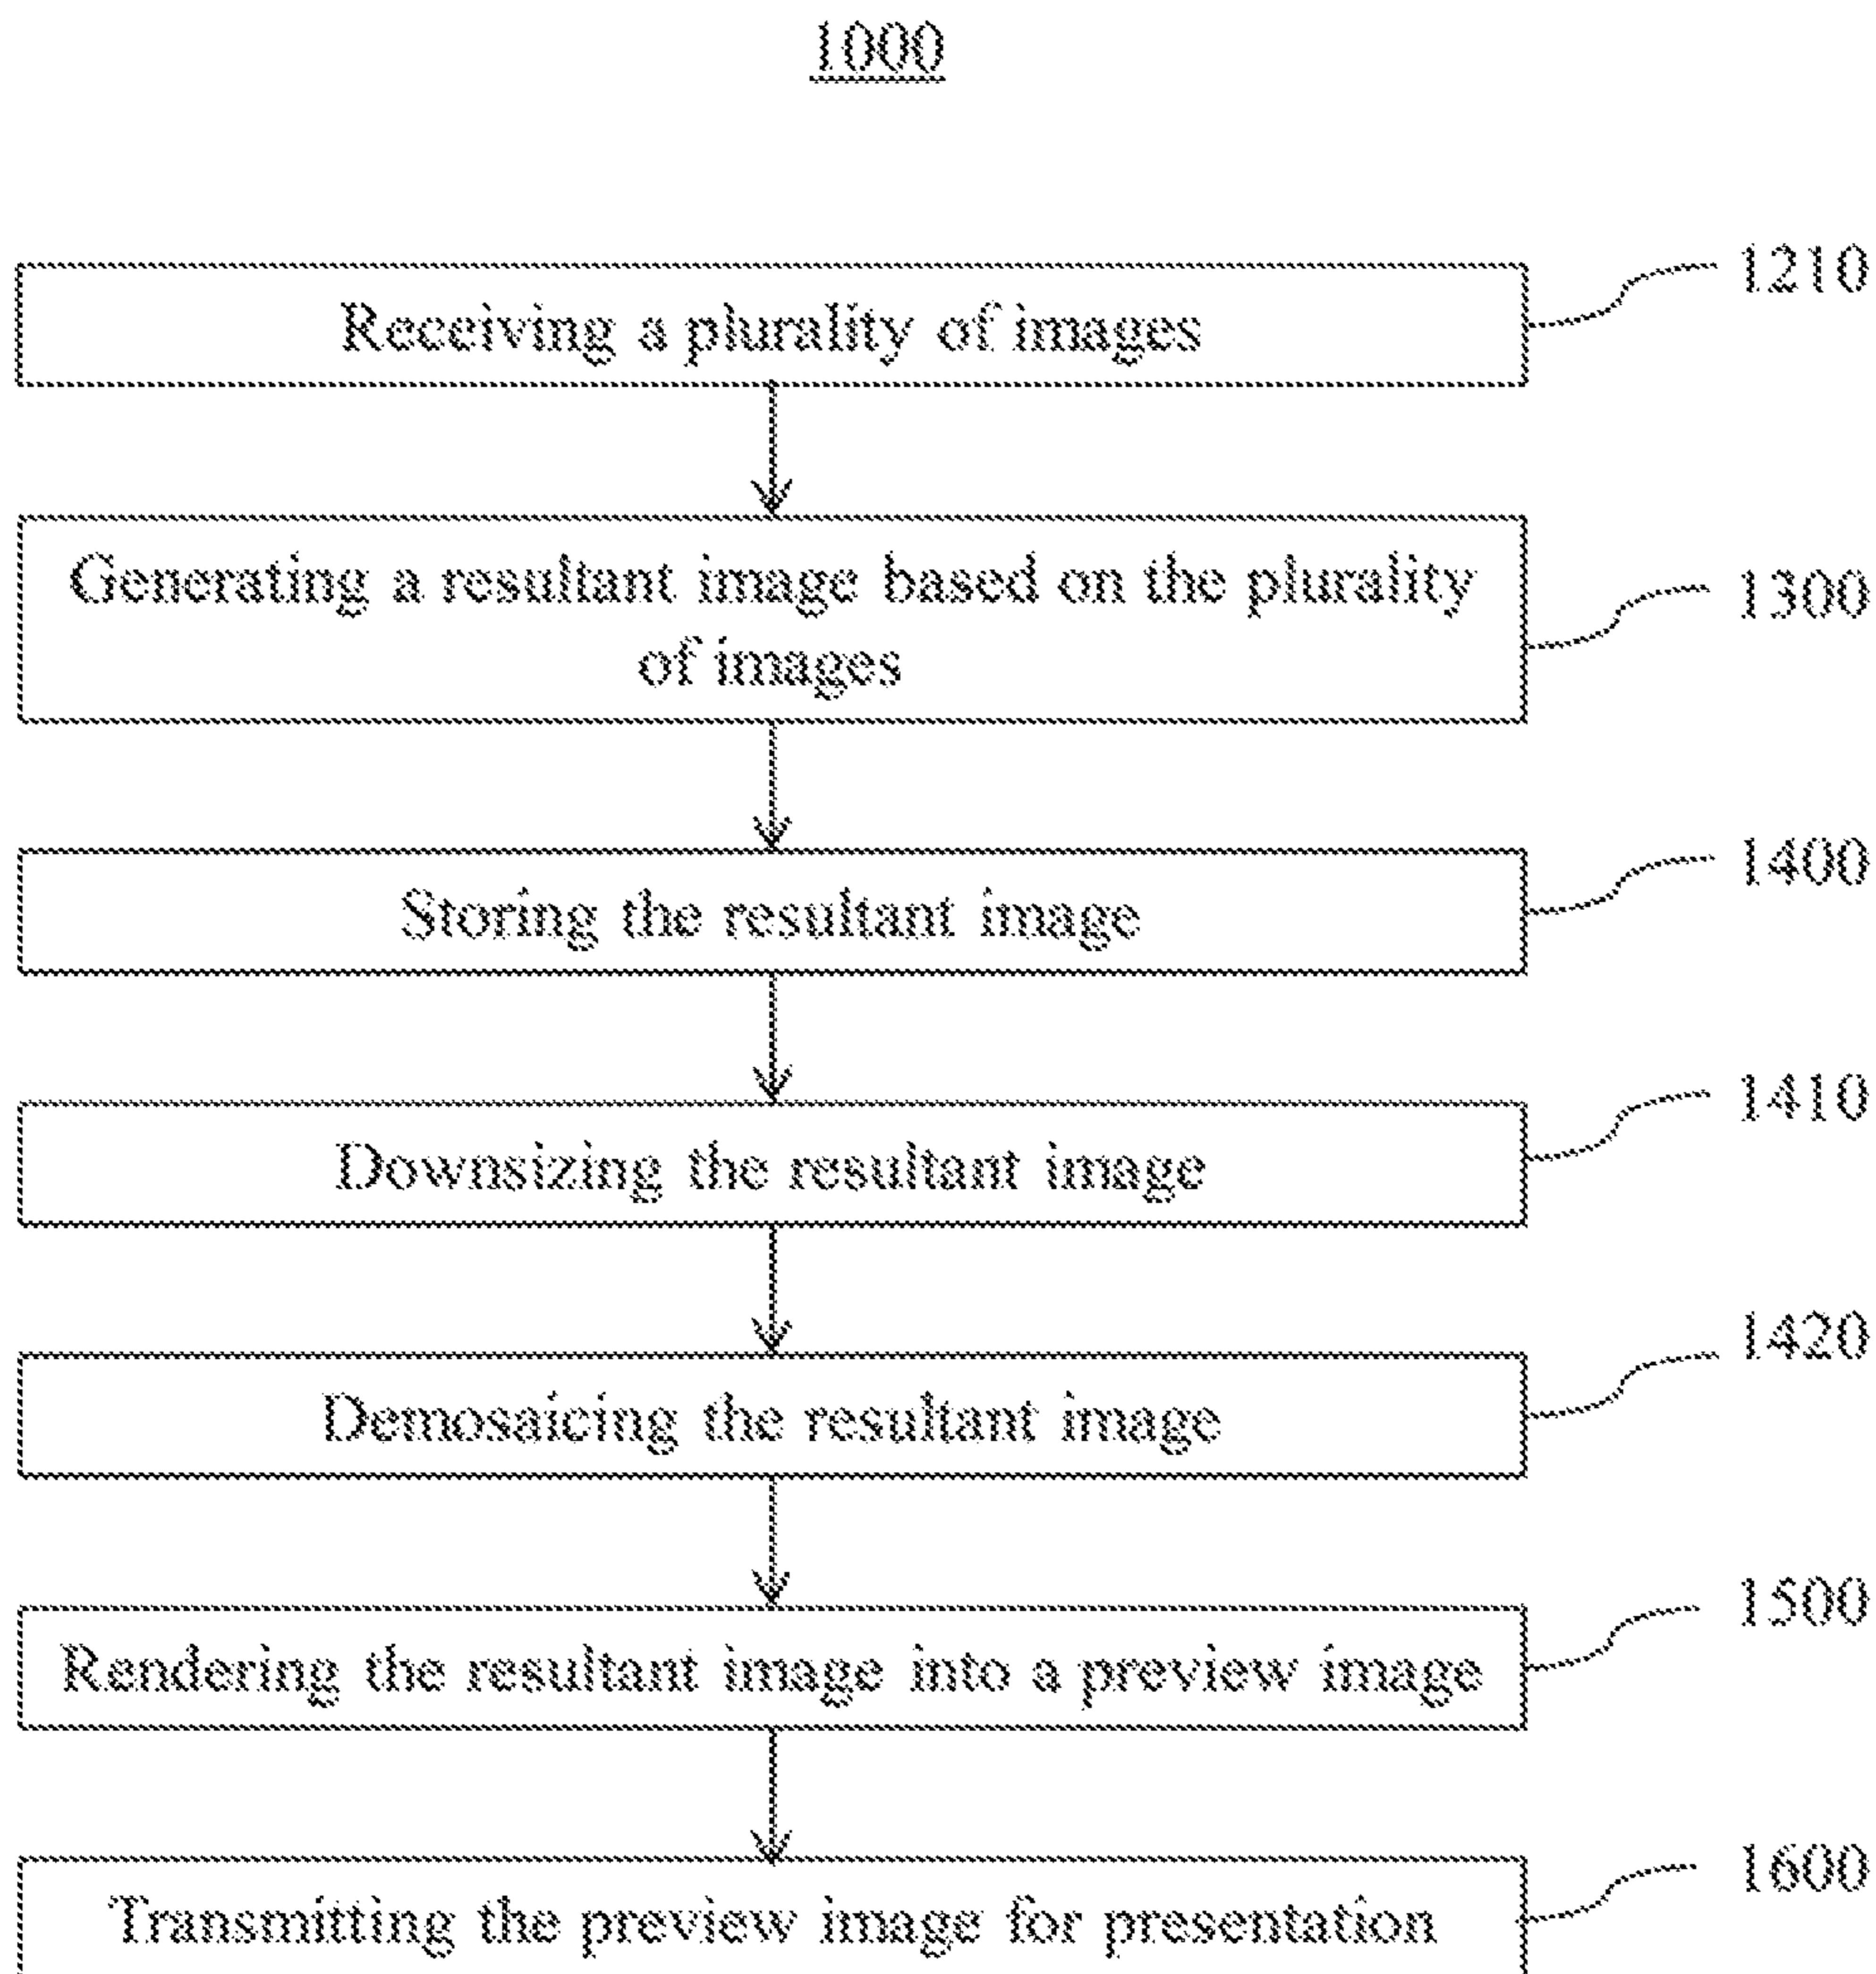 1000
Receiving a plurality of images
1210
Generating a resultant image based on the plurality
of images
1300
Storing the resultant image
1400
Downsizing the resultant image
1410
Demosaicing the resultant image
1420
Rendering the resultant image into a preview image
1500
Transmitting the preview image for presentation
1600